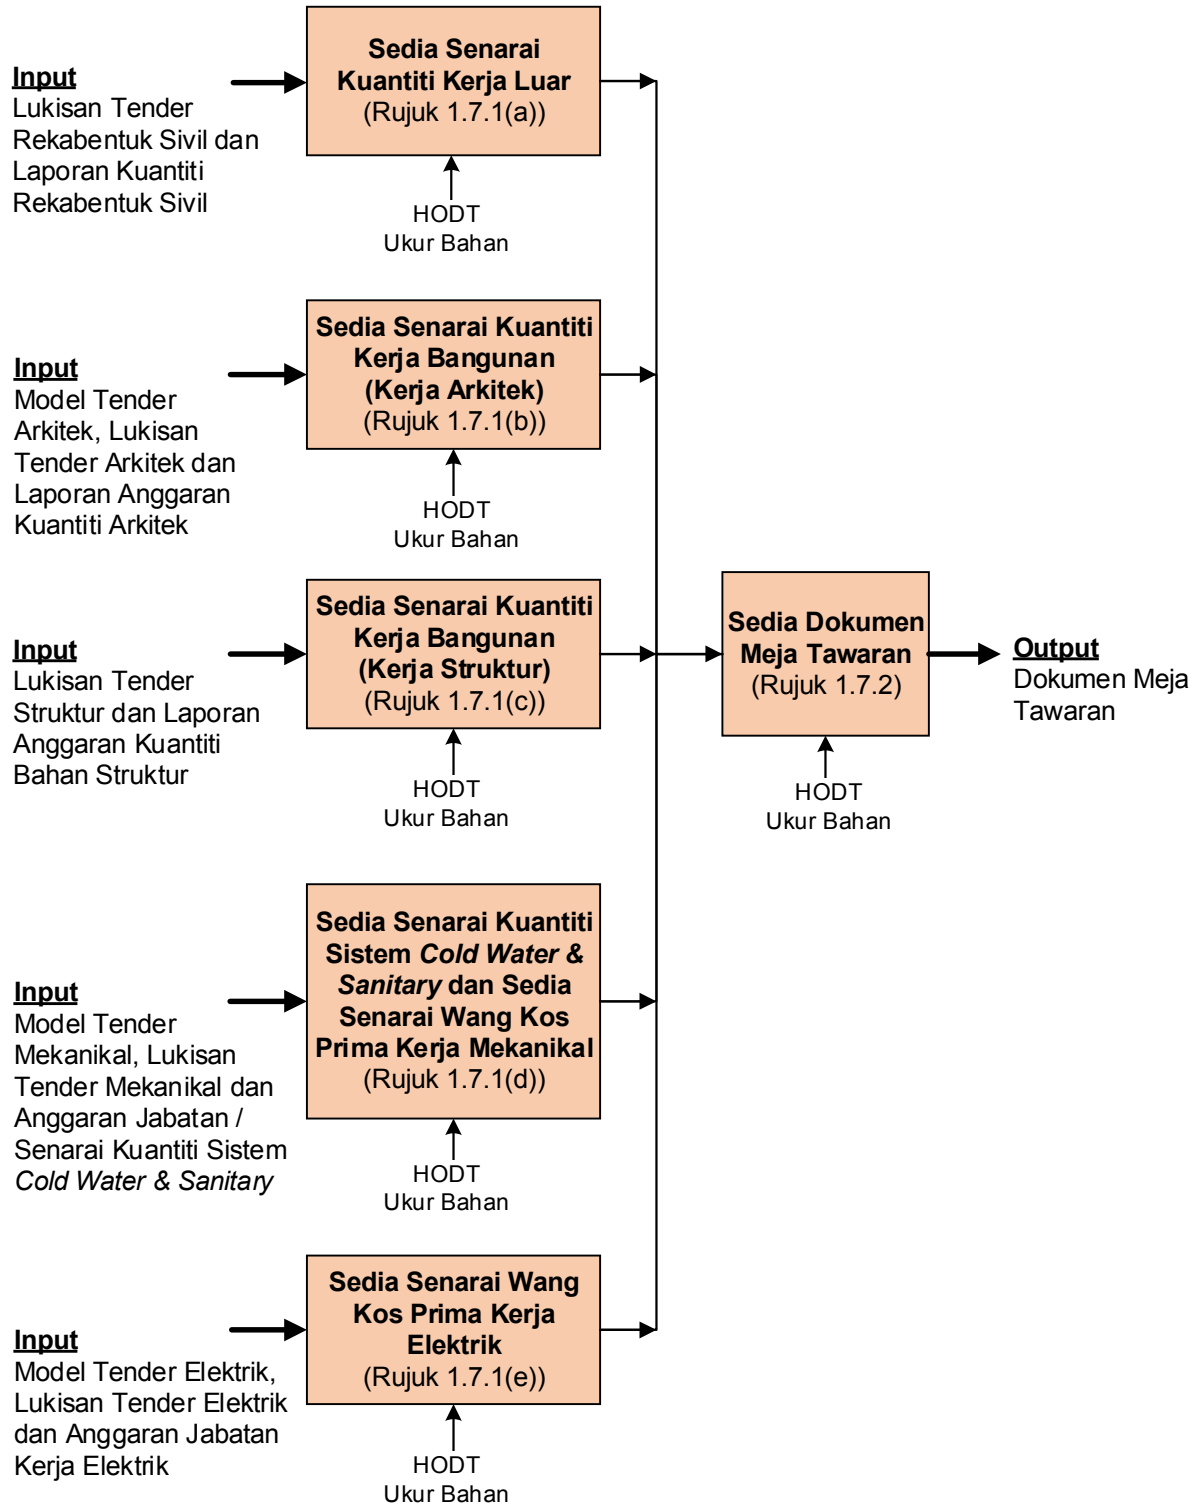 Input
Lukisan Tender
Rekabentuk Sivil dan
Laporan Kuantiti
Rekabentuk Sivil
Sedia Senarai
Kuantiti Kerja Luar
(Rujuk 1.7.1(a))
HODT
Ukur Bahan
Input
Model Tender
Arkitek, Lukisan
Tender Arkitek dan
Laporan Anggaran
Kuantiti Arkitek
Sedia Senarai Kuantiti
Kerja Bangunan
(Kerja Arkitek)
(Rujuk 1.7.1(b))
HODT
Ukur Bahan
Input
Lukisan Tender
Struktur dan Laporan
Anggaran Kuantiti
Bahan Struktur
Sedia Senarai Kuantiti
Kerja Bangunan
(Kerja Struktur)
(Rujuk 1.7.1(c))
HODT
Ukur Bahan
Sedia Dokumen
Meja Tawaran
(Rujuk 1.7.2)
HODT
Ukur Bahan
Output
Dokumen Meja
Tawaran
Input
Model Tender
Mekanikal, Lukisan
Tender Mekanikal dan
Anggaran Jabatan /
Senarai Kuantiti Sistem
Cold Water & Sanitary
Sedia Senarai Kuantiti
Sistem Cold Water &
Sanitary dan Sedia
Senarai Wang Kos
Prima Kerja Mekanikal
(Rujuk 1.7.1(d))
HODT
Ukur Bahan
Input
Model Tender Elektrik,
Lukisan Tender Elektrik
dan Anggaran Jabatan
Kerja Elektrik
Sedia Senarai Wang
Kos Prima Kerja
Elektrik
(Rujuk 1.7.1(e))
HODT
Ukur Bahan